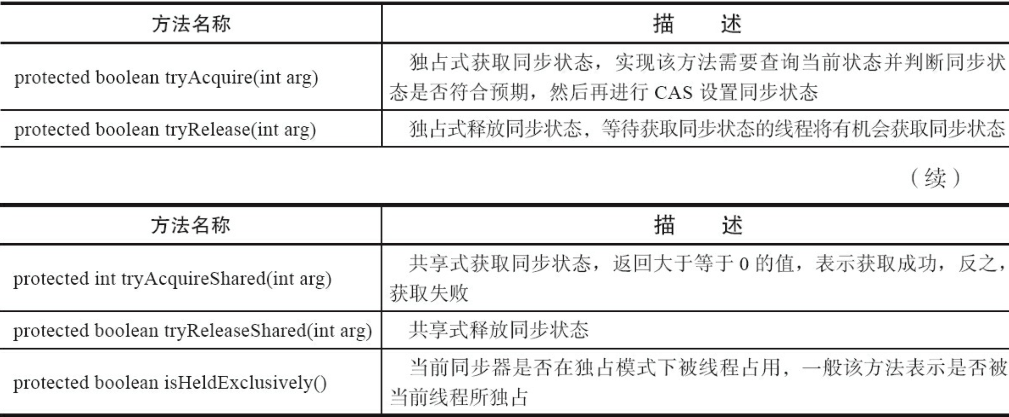 方法名称 描 述
protected boolean tryAcquire(int arg) 独占式获取同步状态，实现该方法需要查询当前状态并判断同步状
态是否符合预期，然后再进行 CAS 设置同步状态
protected boolean tryRelease(int arg) 独占式释放同步状态，等待获取同步状态的线程将有机会获取同步状态
（续）
方法名称 描 述
protected int tryAcquireShared(int arg) 共享式获取同步状态，返回大于等于 0 的值，表示获取成功，反之，
获取失败
protected boolean tryReleaseShared(int arg) 共享式释放同步状态
protected boolean isHeldExclusively() 当前同步器是否在独占模式下被线程占用，一般该方法表示是否被
当前线程所独占